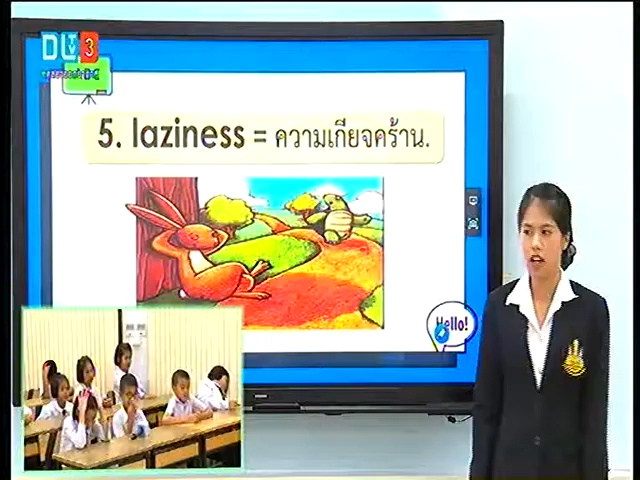 DLTV 3
5. laziness = ความเกียจคร้าน.
Hello!